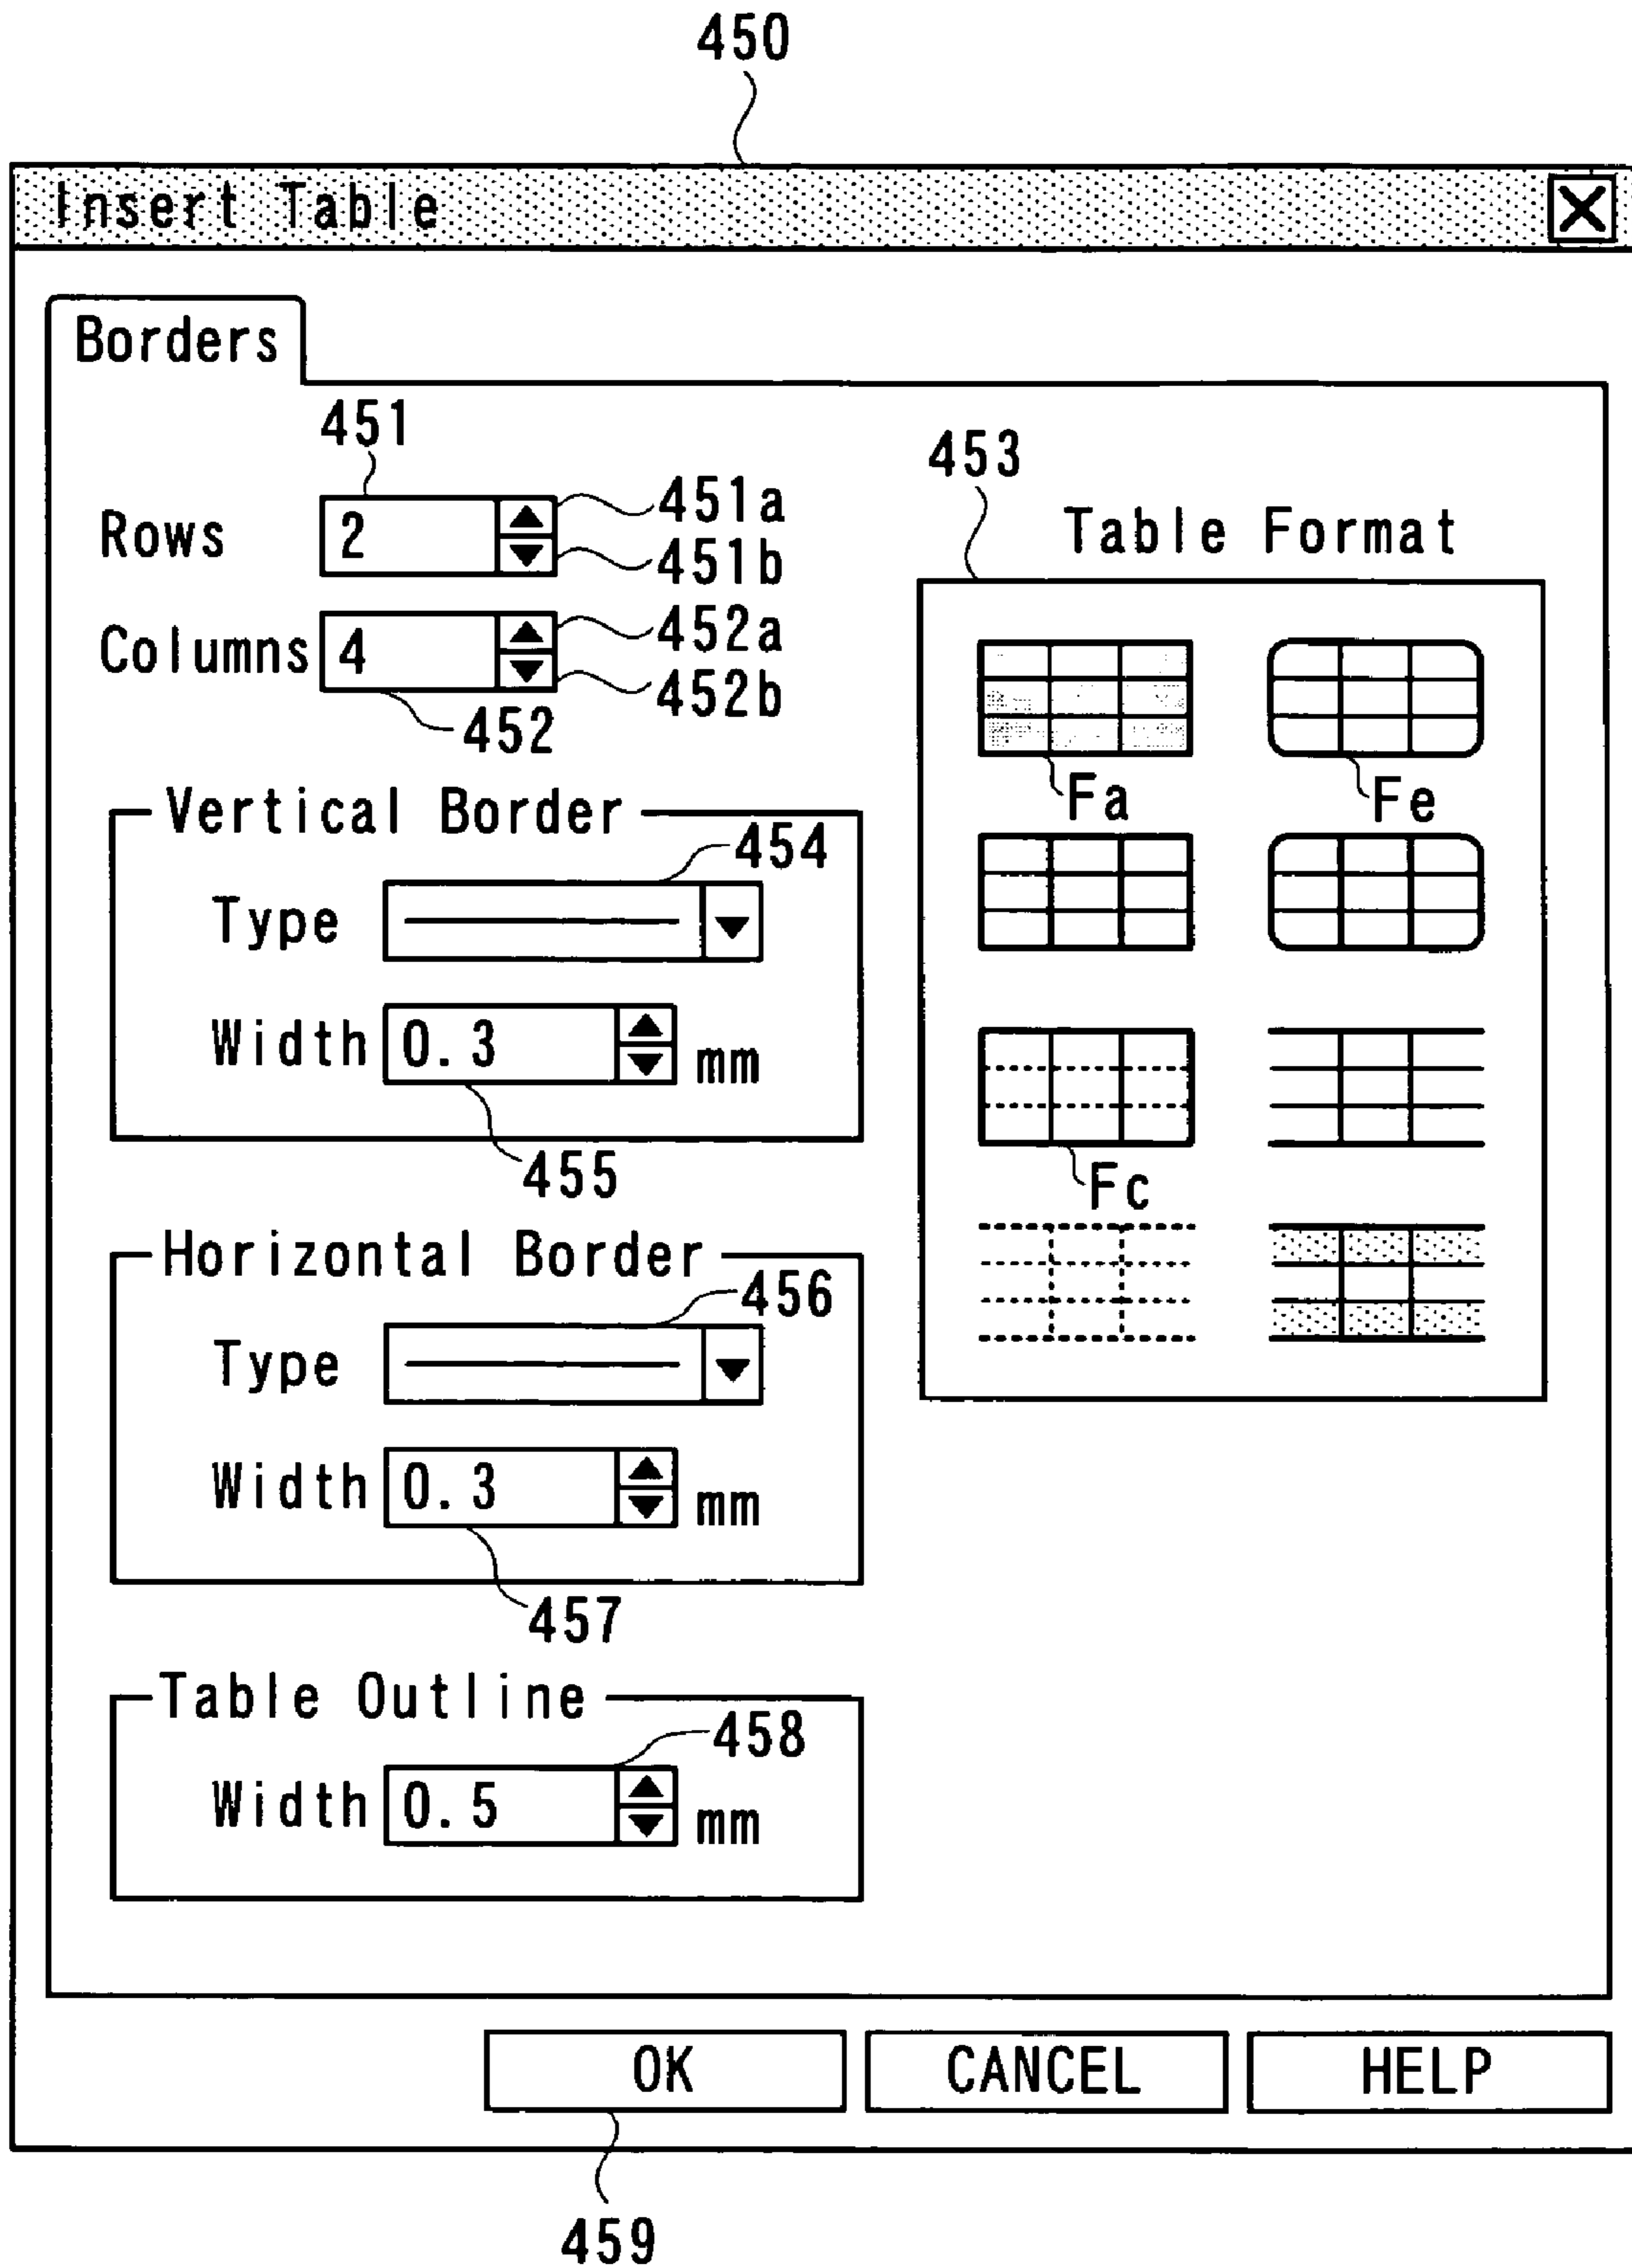 450
Insert Table
Borders
451
453
451a
Rows 2
451b
Table Format
452a
Columns 4
452b
452
Fa
Fe
Vertical Border
454
Type
Width 0.3 mm
455
Fc
Horizontal Border
456
Type
Width 0.3 mm
457
Table Outline
458
Width 0.5 mm
OK CANCEL HELP
459